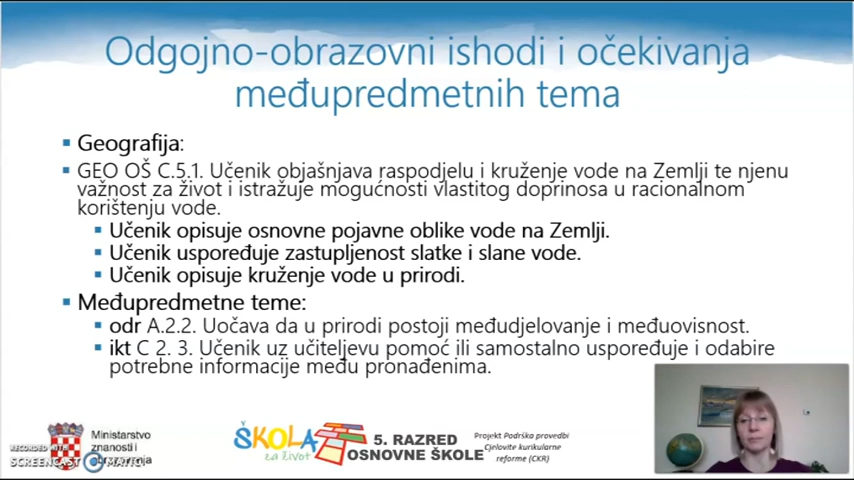 Odgojno-obrazovni ishodi i očekivanja
međupredmetnih tema
Geografija:
GEO OŠ C.5.1. Učenik objašnjava raspodjelu i kruženje vode na Zemlji te njenu
važnost za život i istražuje mogućnosti vlastitog doprinosa u racionalnom
korištenju vode.
Učenik opisuje osnovne pojavne oblike vode na Zemlji.
Učenik uspoređuje zastupljenost slatke i slane vode.
Učenik opisuje kruženje vode u prirodi.
Međupredmetne teme:
odr A.2.2. Uočava da u prirodi postoji međudjelovanje i međuovisnost.
ikt C 2. 3. Učenik uz učiteljevu pomoć ili samostalno uspoređuje i odabire
potrebne informacije među pronađenima.
Ministarstvo
znanosti i
obrazovanja
RECORDED WITH
SCREENCAST MATIC
ŠKOLA
za život
5. RAZRED
OSNOVNE ŠKOLE
Projekt Podrška provedbi
Cjelovite kurikularne
reforme (CKR)